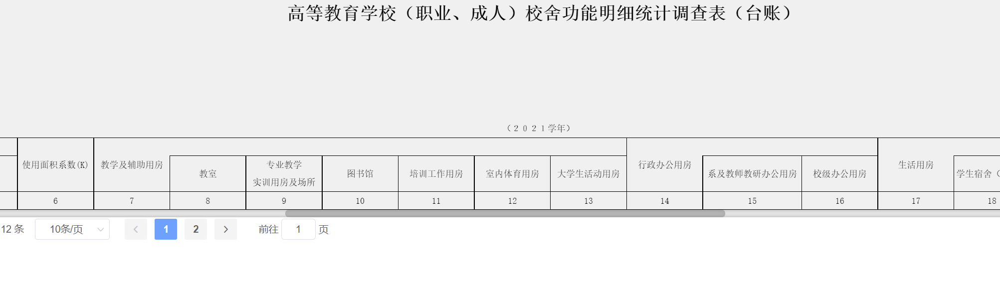 高等教育学校（职业、成人）校舍功能明细统计调查表（台账）
（２０２１学年）
使用面积系数(K)
教学及辅助用房
教室
专业教学
实训用房及场所
图书馆
培训工作用房
室内体育用房
大学生活动用房
行政办公用房
系及教师教研办公用房
校级办公用房
生活用房
学生宿舍（
6 7 8 9 10 11 12 13 14 15 16 17 18
12 条 10条/页 1 2 前往 1 页